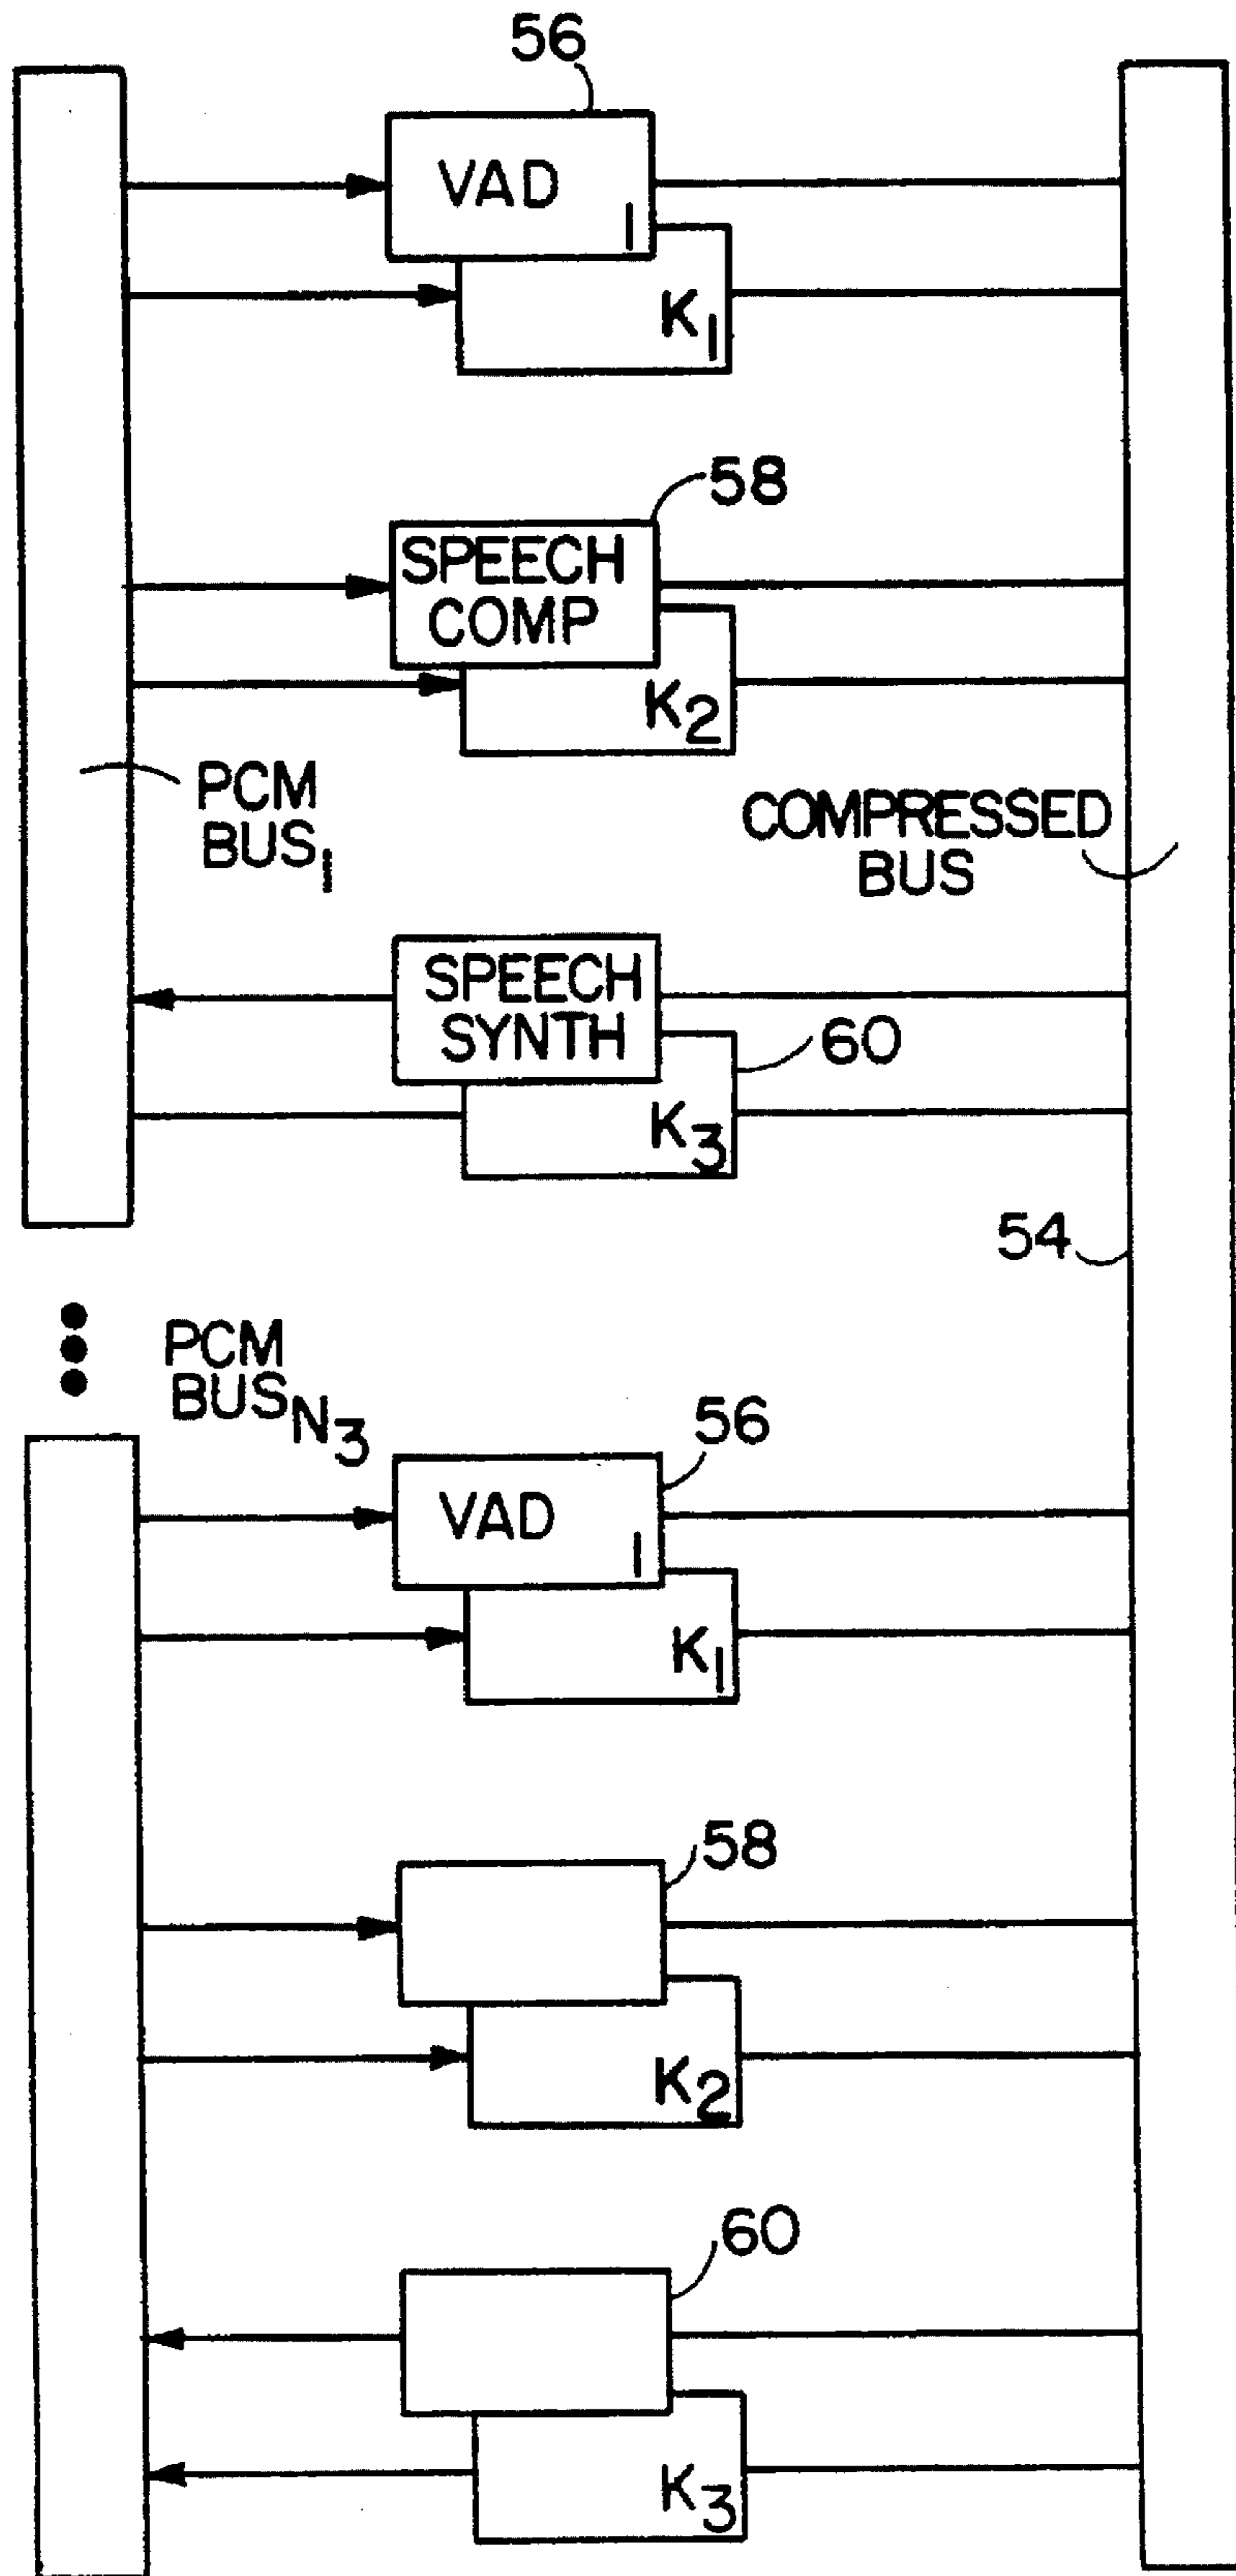 56
VAD
1
K1
58
SPEECH
COMP
K2
PCM
BUS1
COMPRESSED
BUS
SPEECH
SYNTH
60
K3
54
PCM
BUSN3
56
VAD
1
K1
58
K2
60
K3